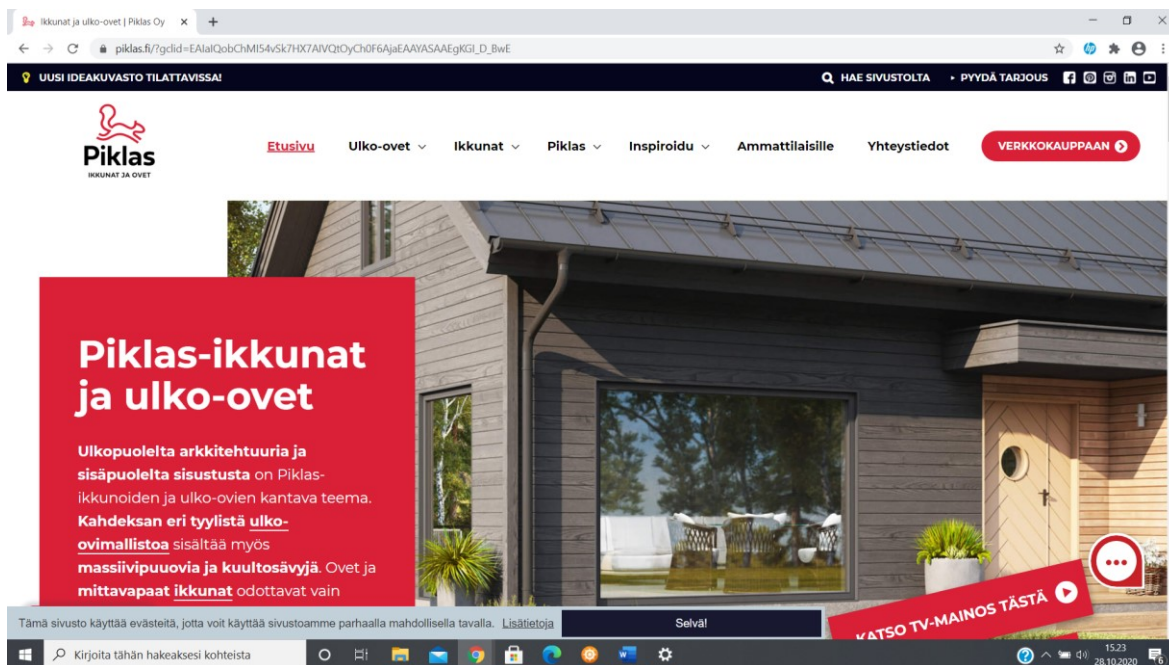 Ikkunat ja ulko-ovet | Piklas Oy
piklas.fi/?gclid=EAIaIQobChMI54vSk7HX7AIVQtOyCh0F6AjaEAAYASAAEgKGI_D_BwE
UUSI IDEAKUVASTO TILATTAVISSA!
HAE SIVUSTOLTA
PYYDÄ TARJOUS
Piklas
IKKUNAT JA OVET
Etusivu
Ulko-ovet
Ikkunat
Piklas
Inspiroidu
Ammattilaisille
Yhteystiedot
VERKKOKAUPPAAN
Piklas-ikkunat
ja ulko-ovet
Ulkopuolelta arkkitehtuuria ja
sisäpuolelta sisustusta on Piklas-
ikkunoiden ja ulko-ovien kantava teema.
Kahdeksan eri tyylistä ulko-
ovimallistoa sisältää myös
massiivipuuovia ja kuultosävyjä. Ovet ja
mittavapaat ikkunat odottavat vain
KATSO TV-MAINOS TÄSTÄ
Tämä sivusto käyttää evästeitä, jotta voit käyttää sivustoamme parhaalla mahdollisella tavalla. Lisätietoja
Selvä!
Kirjoita tähän hakeaksesi kohteista
15.23
28.10.2020
6